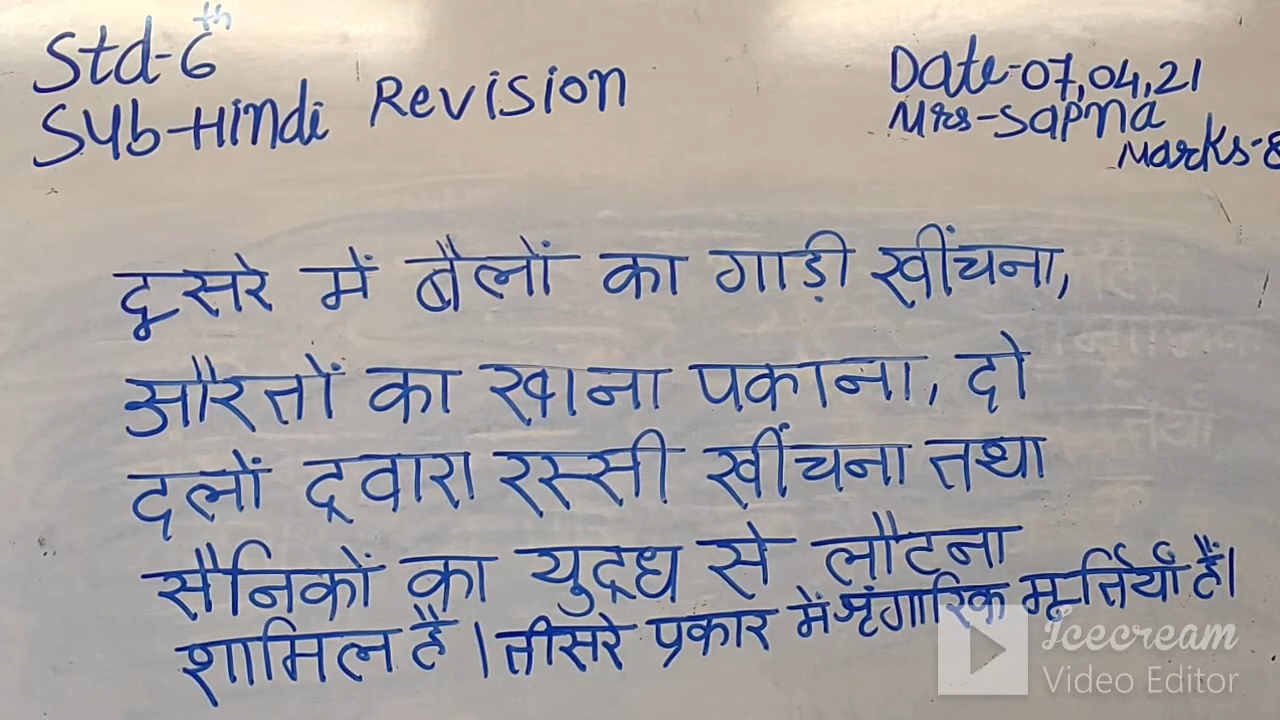 Std-6th
Sub-Hindi Revision
Date-07,04,21
Mrs-Sapna
Marks-8
दूसरे में बैलों का गाड़ी खींचना,
औरतों का खाना पकाना, दो
दलों द्वारा रस्सी खींचना तथा
सैनिकों का युद्ध से लौटना
शामिल है। तीसरे प्रकार में शृंगारिक मूर्त्तियाँ हैं।
Icecream
Video Editor